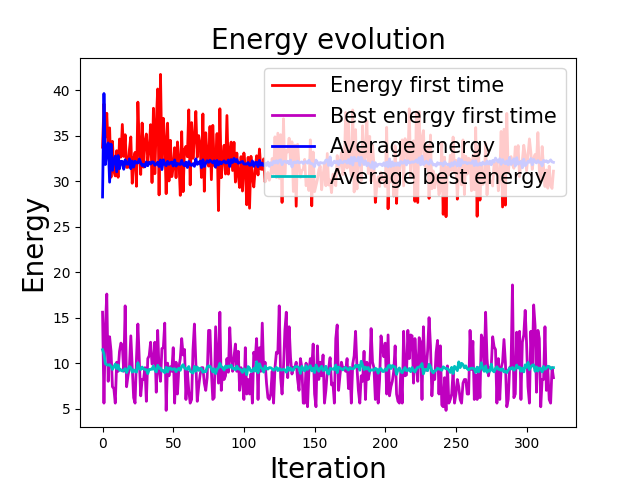 Energy evolution
Energy first time
Best energy first time
Average energy
Average best energy
Energy
40
35
30
25
20
15
10
5
0 50 100 150 200 250 300
Iteration